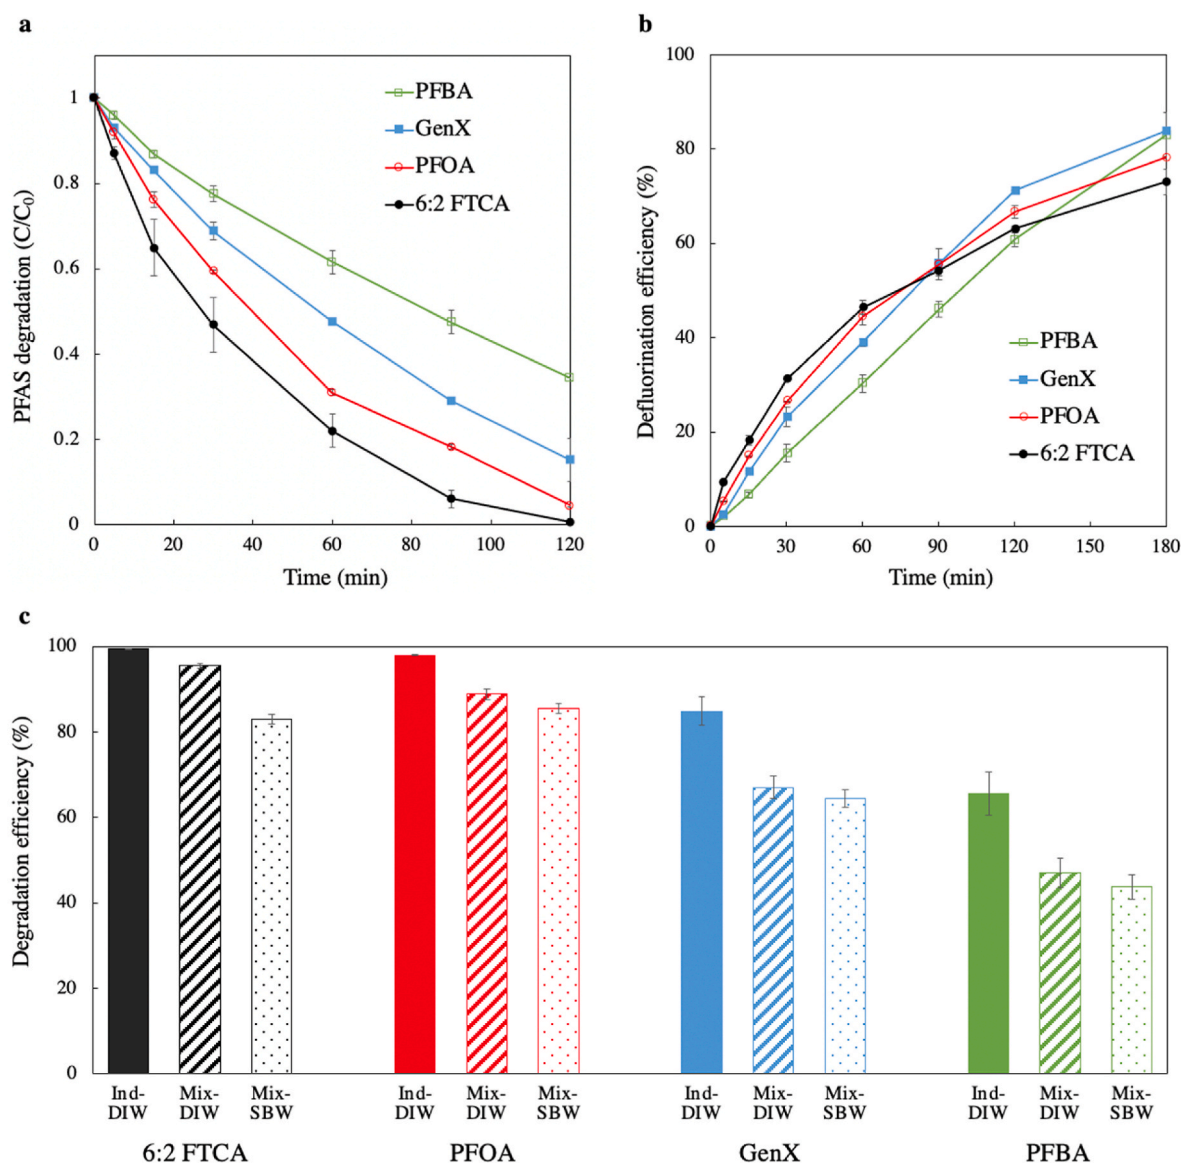 a
PFAS degradation (C/C₀)
1
0.8
0.6
0.4
0.2
0
PFBA
GenX
PFOA
6:2 FTCA
0 20 40 60 80 100 120
Time (min)
b
Defluorination efficiency (%)
100
80
60
40
20
0
PFBA
GenX
PFOA
6:2 FTCA
0 30 60 90 120 150 180
Time (min)
c
Degradation efficiency (%)
100
80
60
40
20
0
Ind- Mix- Mix- Ind- Mix- Mix- Ind- Mix- Mix- Ind- Mix- Mix-
DIW DIW SBW DIW DIW SBW DIW DIW SBW DIW DIW SBW
6:2 FTCA PFOA GenX PFBA